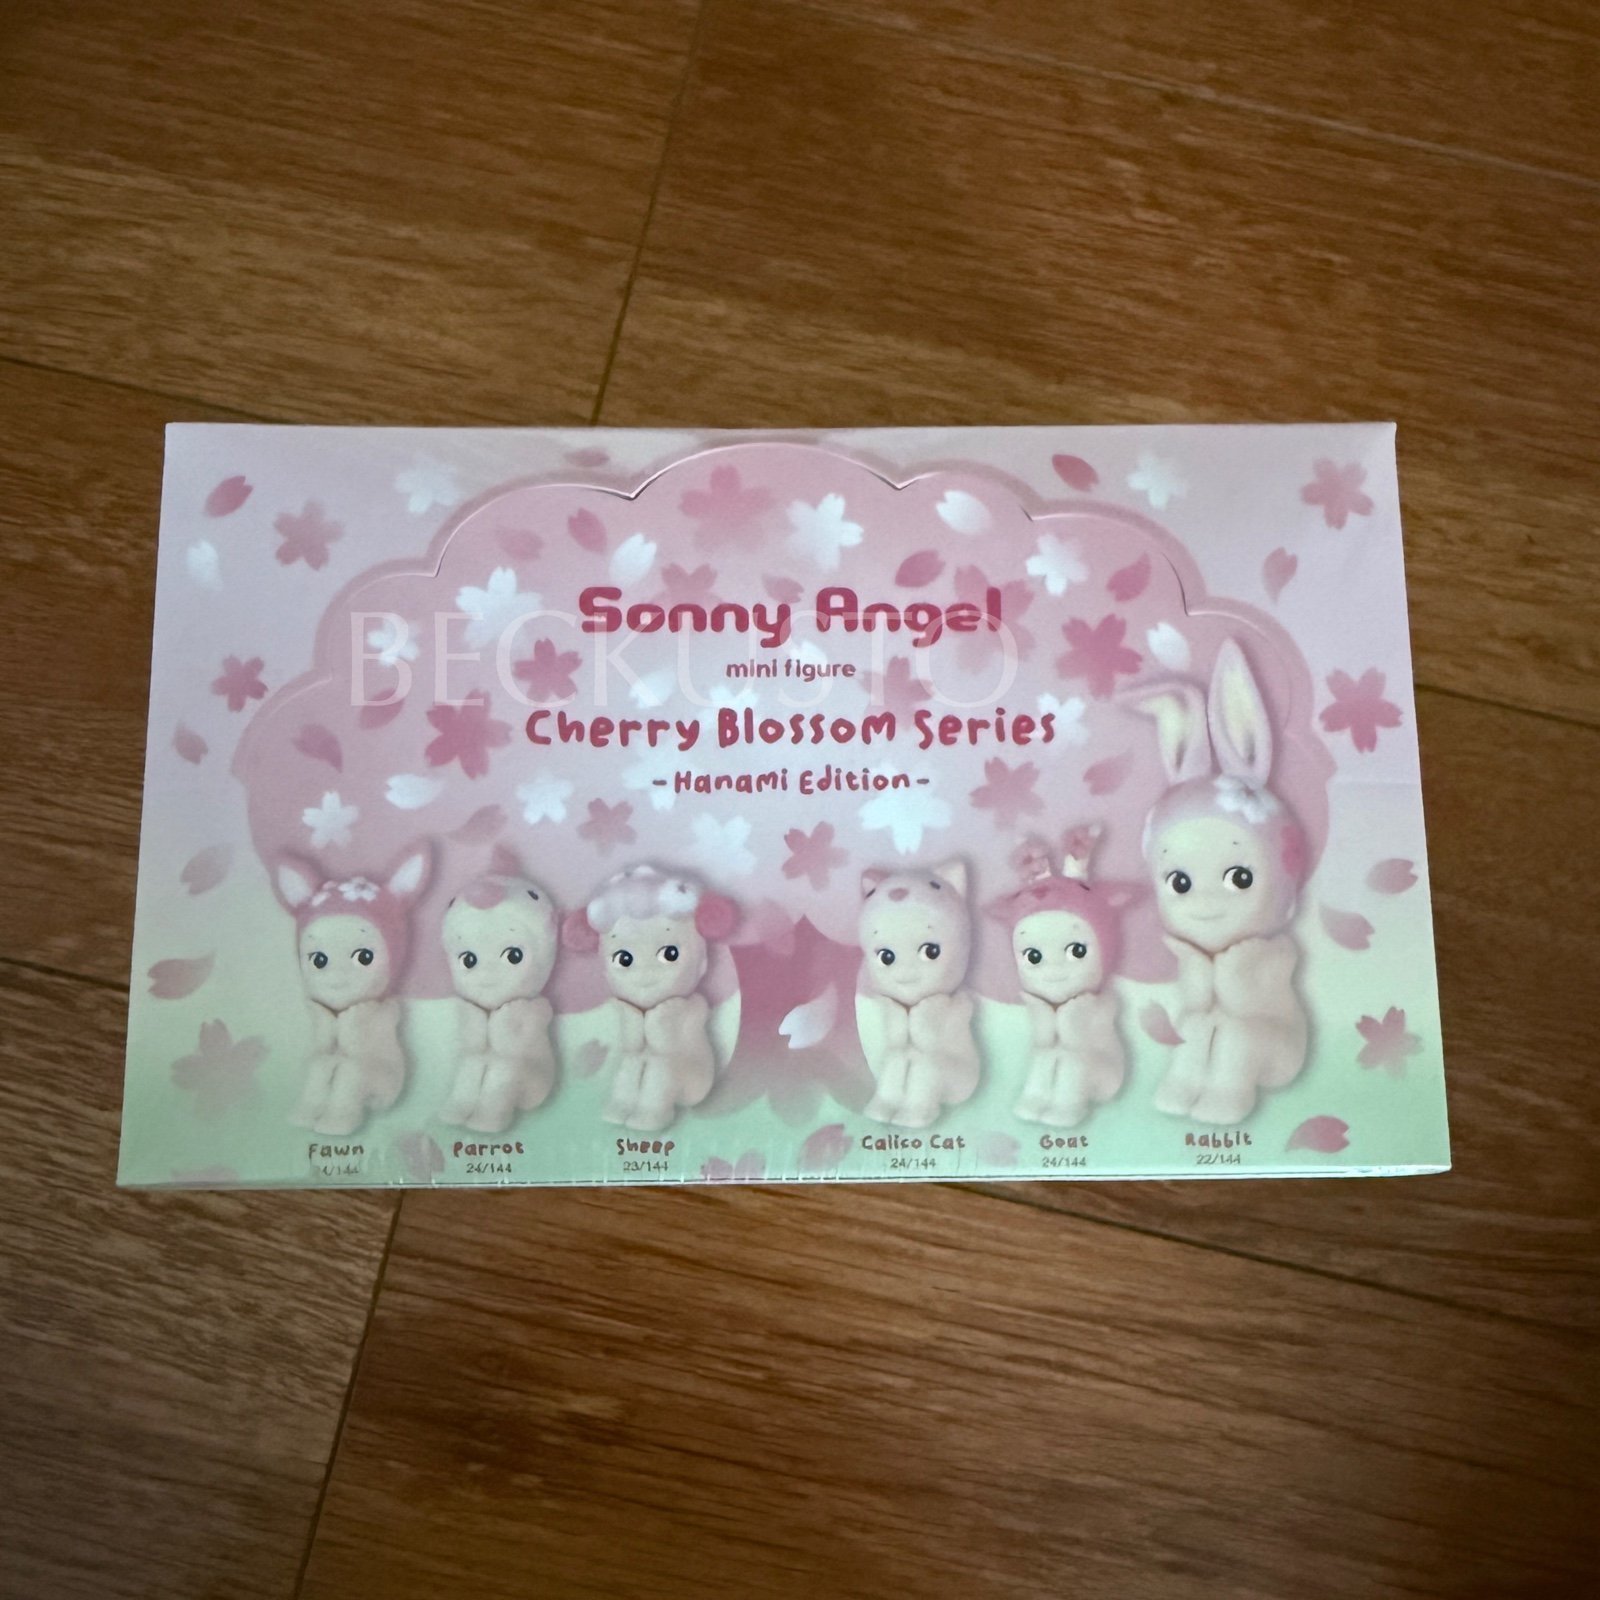 Sonny Angel
BECKUSTO
mini figure
Cherry Blossom Series
-Hanami Edition-
Fawn Parrot Sheep Calico Cat Goat Rabbit
24/144 23/144 24/144 24/144 22/144